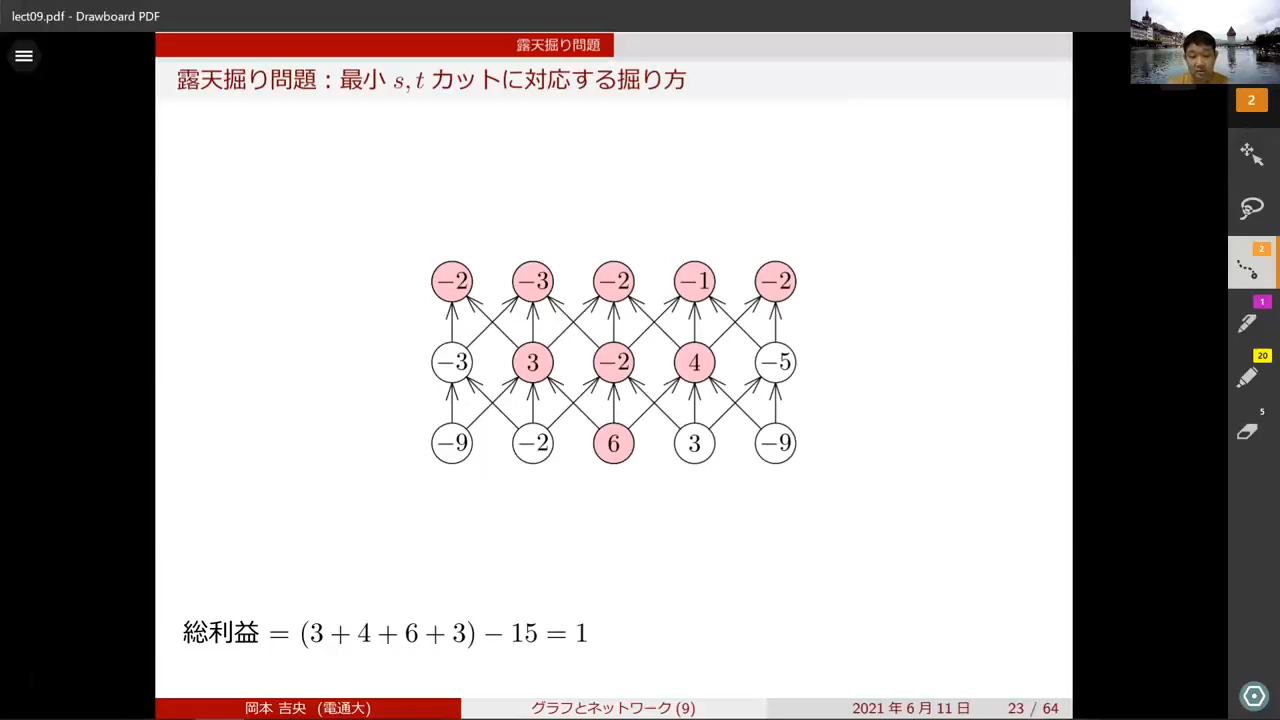 lect09.pdf - Drawboard PDF
露天掘り問題
露天掘り問題：最小 s, t カットに対応する掘り方
2
−2 −3 −2 −1 −2
2
1
−3 3 −2 4 −5
20
5
−9 −2 6 3 −9
総利益 = (3 + 4 + 6 + 3) − 15 = 1
岡本 吉央 (電通大) グラフとネットワーク (9) 2021 年 6 月 11 日 23 / 64